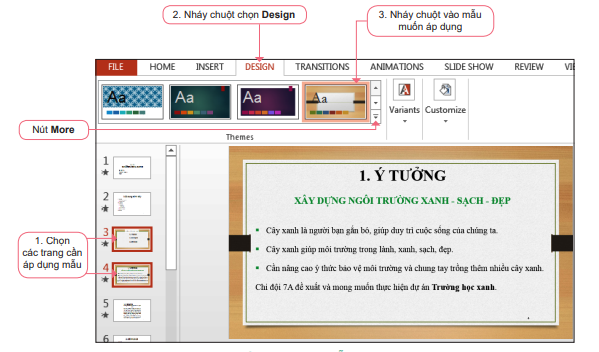 2. Nháy chuột chọn Design
3. Nháy chuột vào mẫu
muốn áp dụng
FILE HOME INSERT DESIGN TRANSITIONS ANIMATIONS SLIDE SHOW REVIEW VI
Aa Aa Aa Aa
Variants Customize
Nút More
Themes
1
2
3
4
5
6
1. Chọn
các trang cần
áp dụng mẫu
1. Ý TƯỞNG
XÂY DỰNG NGÔI TRƯỜNG XANH - SẠCH - ĐẸP
Cây xanh là người bạn gắn bó, giúp duy trì cuộc sống của chúng ta.
Cây xanh giúp môi trường trong lành, xanh, sạch, đẹp.
Cần nâng cao ý thức bảo vệ môi trường và chung tay trồng thêm nhiều cây xanh.
Chi đội 7A đề xuất và mong muốn thực hiện dự án Trường học xanh.